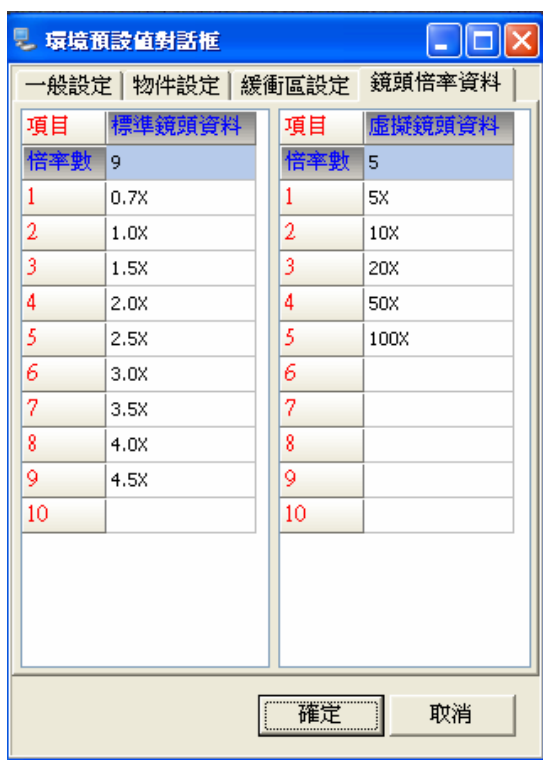 環境預設值對話框
一般設定 物件設定 緩衝區設定 鏡頭倍率資料
項目 標準鏡頭資料 項目 虛擬鏡頭資料
倍率數 9 倍率數 5
1 0.7X 1 5X
2 1.0X 2 10X
3 1.5X 3 20X
4 2.0X 4 50X
5 2.5X 5 100X
6 3.0X 6
7 3.5X 7
8 4.0X 8
9 4.5X 9
10 10
確定 取消